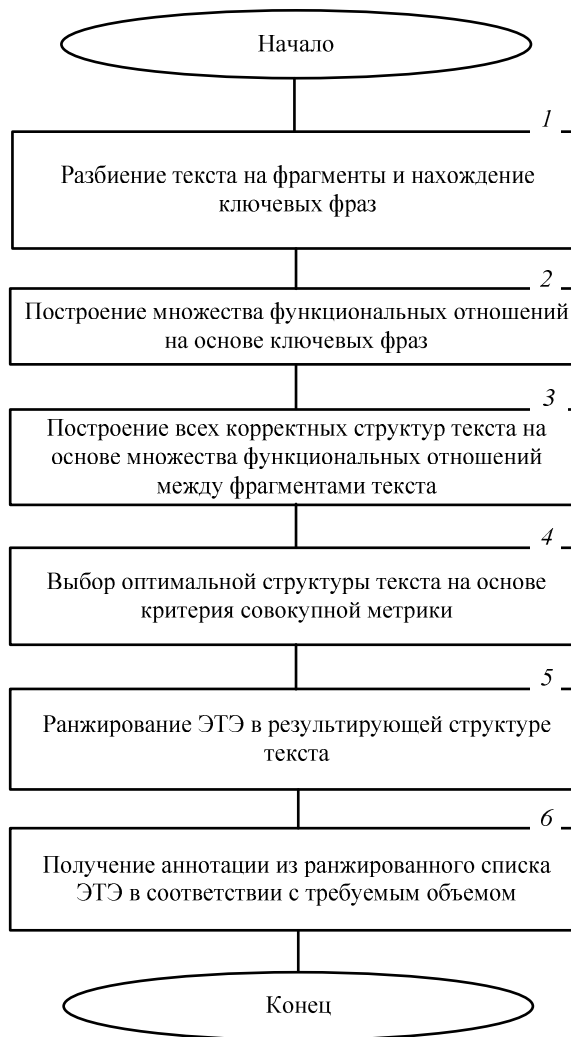 Начало
1
Разбиение текста на фрагменты и нахождение
ключевых фраз
2
Построение множества функциональных отношений
на основе ключевых фраз
3
Построение всех корректных структур текста на
основе множества функциональных отношений
между фрагментами текста
4
Выбор оптимальной структуры текста на основе
критерия совокупной метрики
5
Ранжирование ЭТЭ в результирующей структуре
текста
6
Получение аннотации из ранжированного списка
ЭТЭ в соответствии с требуемым объемом
Конец